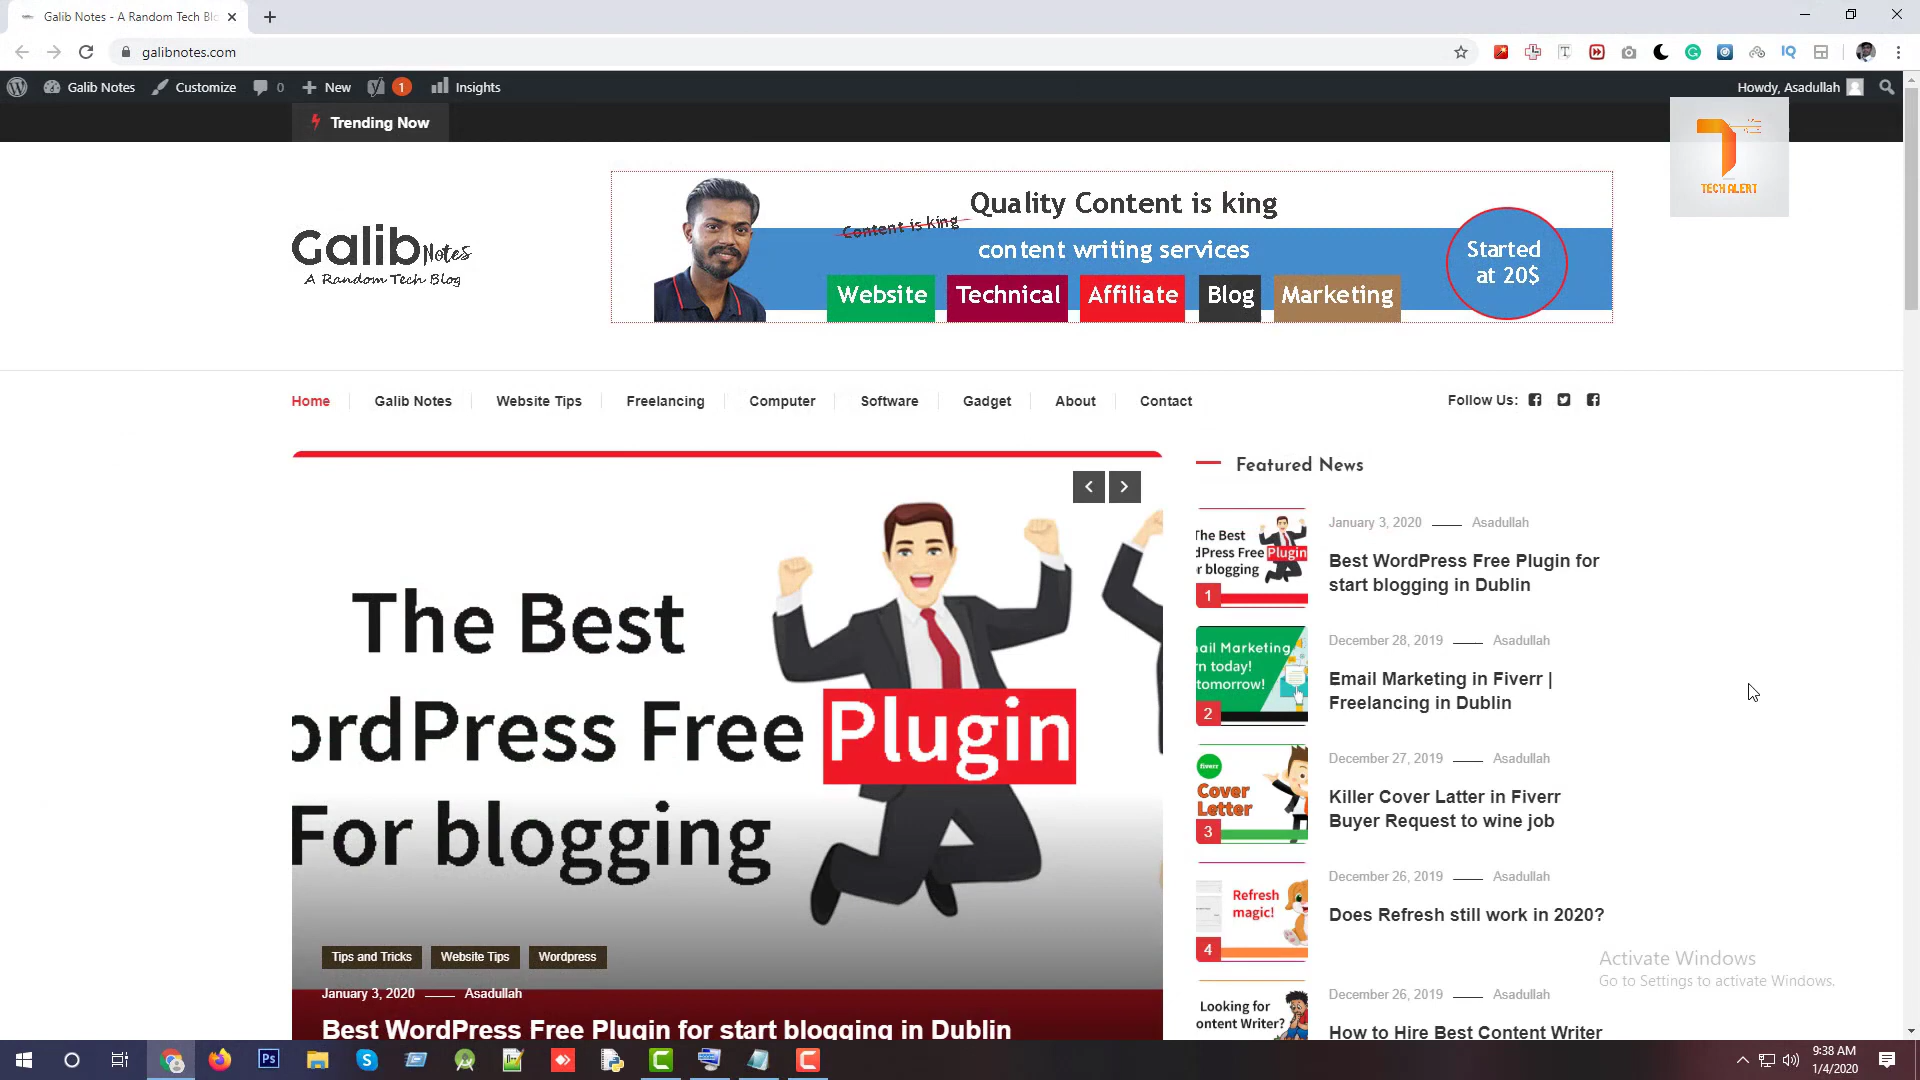 Galib Notes - A Random Tech Blo
galibnotes.com
Galib Notes
Customize
0
New
1
Insights
Howdy, Asadullah
Trending Now
TECH ALERT
Galib Notes
A Random Tech Blog
Quality Content is king
Content is king
content writing services
Website
Technical
Affiliate
Blog
Marketing
Started
at 20$
Home
Galib Notes
Website Tips
Freelancing
Computer
Software
Gadget
About
Contact
Follow Us:
The Best
ordPress Free Plugin
For blogging
Tips and Tricks
Website Tips
Wordpress
January 3, 2020
Asadullah
Best WordPress Free Plugin for start blogging in Dublin
Featured News
The Best
dPress Free Plugin
r blogging
1
January 3, 2020
Asadullah
Best WordPress Free Plugin for
start blogging in Dublin
ail Marketing
rn today!
tomorrow!
2
December 28, 2019
Asadullah
Email Marketing in Fiverr |
Freelancing in Dublin
fiverr
Cover
Letter
3
December 27, 2019
Asadullah
Killer Cover Latter in Fiverr
Buyer Request to wine job
Refresh
magic!
4
December 26, 2019
Asadullah
Does Refresh still work in 2020?
Looking for
ontent Writer?
December 26, 2019
Asadullah
How to Hire Best Content Writer
Activate Windows
Go to Settings to activate Windows.
Ps
9:38 AM
1/4/2020